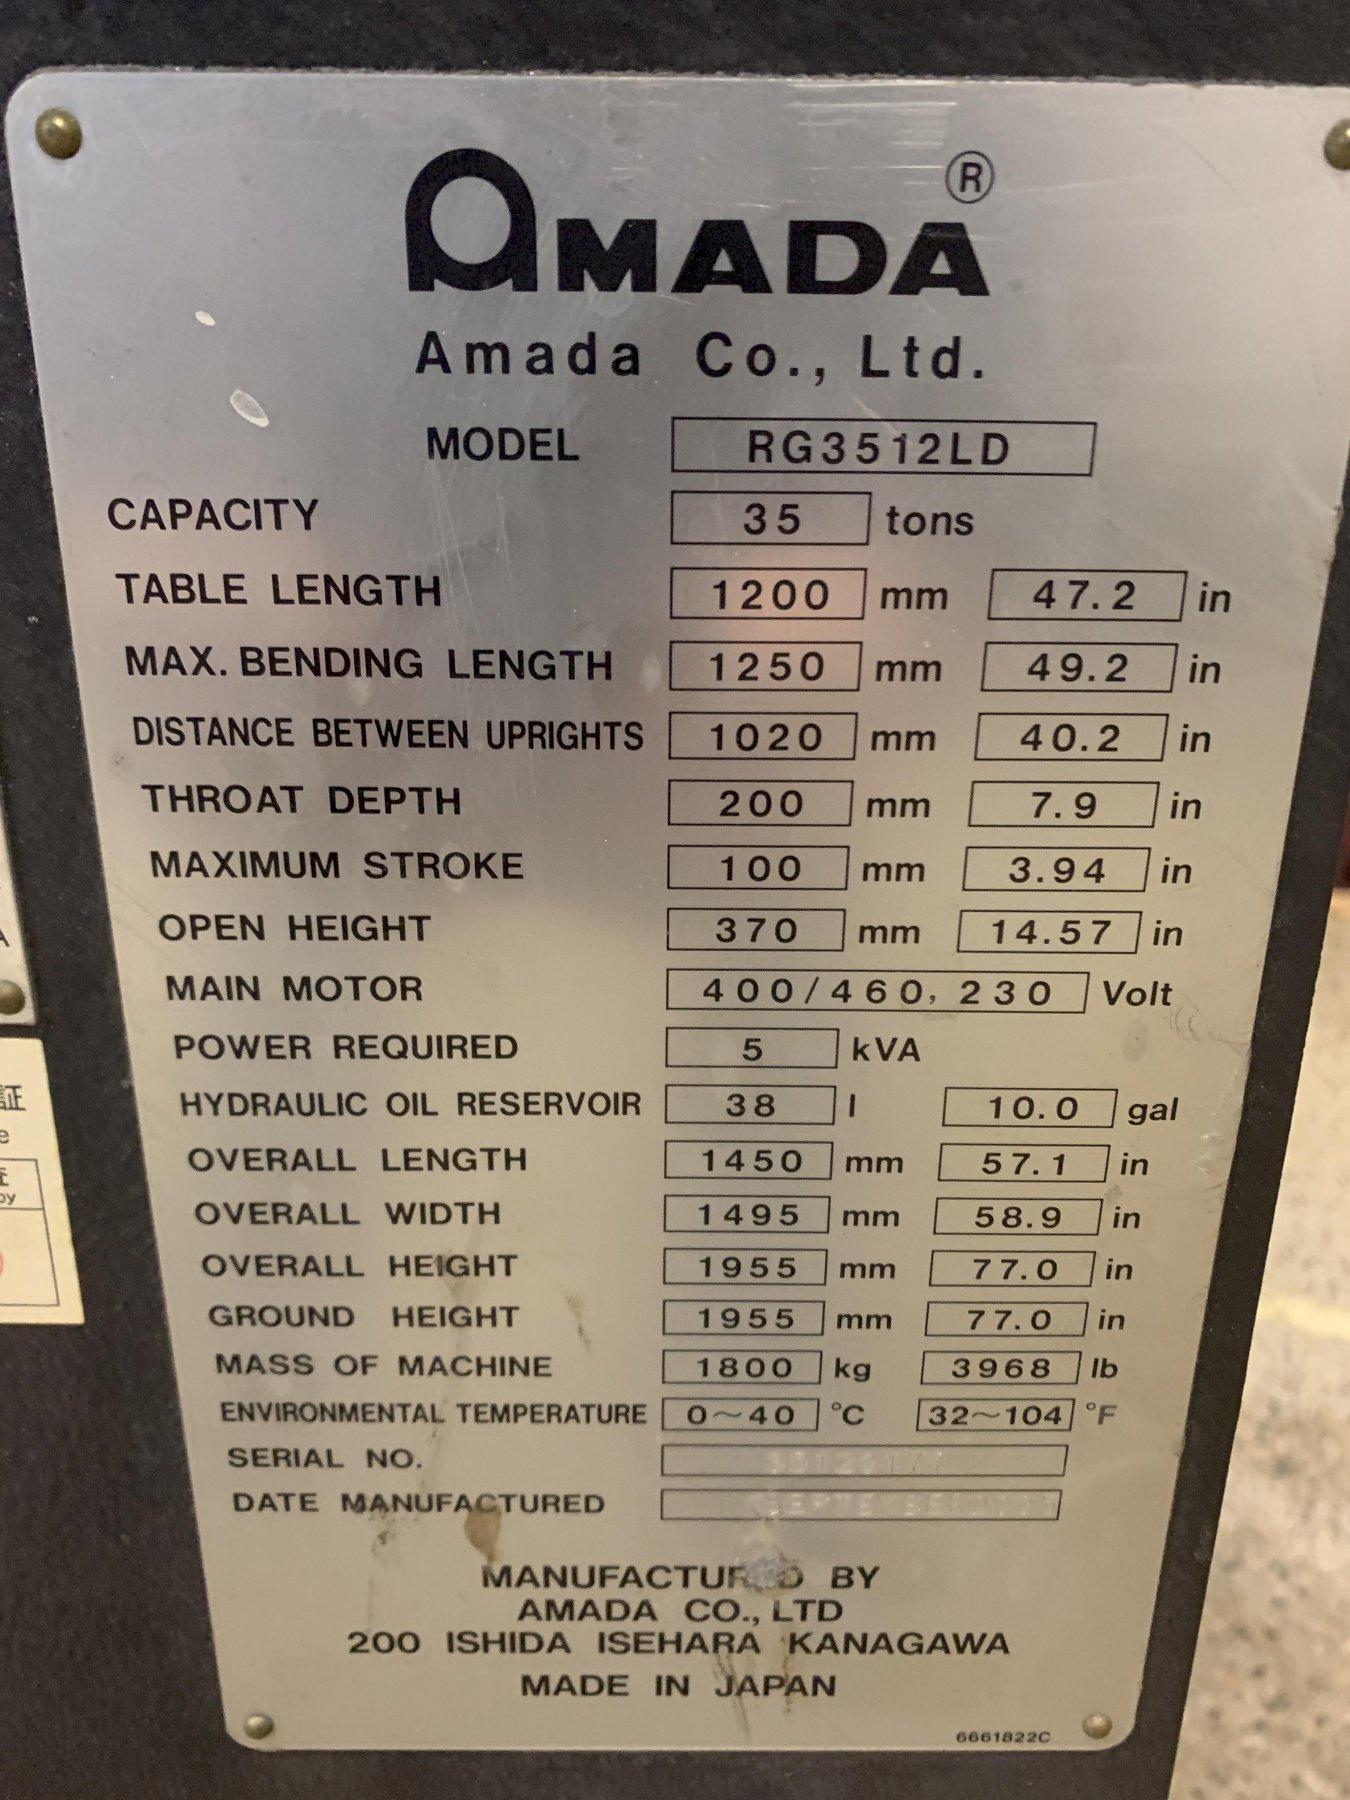 AMADA®
Amada Co., Ltd.
MODEL RG3512LD
CAPACITY 35 tons
TABLE LENGTH 1200 mm 47.2 in
MAX. BENDING LENGTH 1250 mm 49.2 in
DISTANCE BETWEEN UPRIGHTS 1020 mm 40.2 in
THROAT DEPTH 200 mm 7.9 in
MAXIMUM STROKE 100 mm 3.94 in
OPEN HEIGHT 370 mm 14.57 in
MAIN MOTOR 400/460, 230 Volt
POWER REQUIRED 5 kVA
HYDRAULIC OIL RESERVOIR 38 l 10.0 gal
OVERALL LENGTH 1450 mm 57.1 in
OVERALL WIDTH 1495 mm 58.9 in
OVERALL HEIGHT 1955 mm 77.0 in
GROUND HEIGHT 1955 mm 77.0 in
MASS OF MACHINE 1800 kg 3968 lb
ENVIRONMENTAL TEMPERATURE 0~40 °C 32~104 °F
SERIAL NO.
DATE MANUFACTURED
MANUFACTURED BY
AMADA CO., LTD
200 ISHIDA ISEHARA KANAGAWA
MADE IN JAPAN
6661822C
証